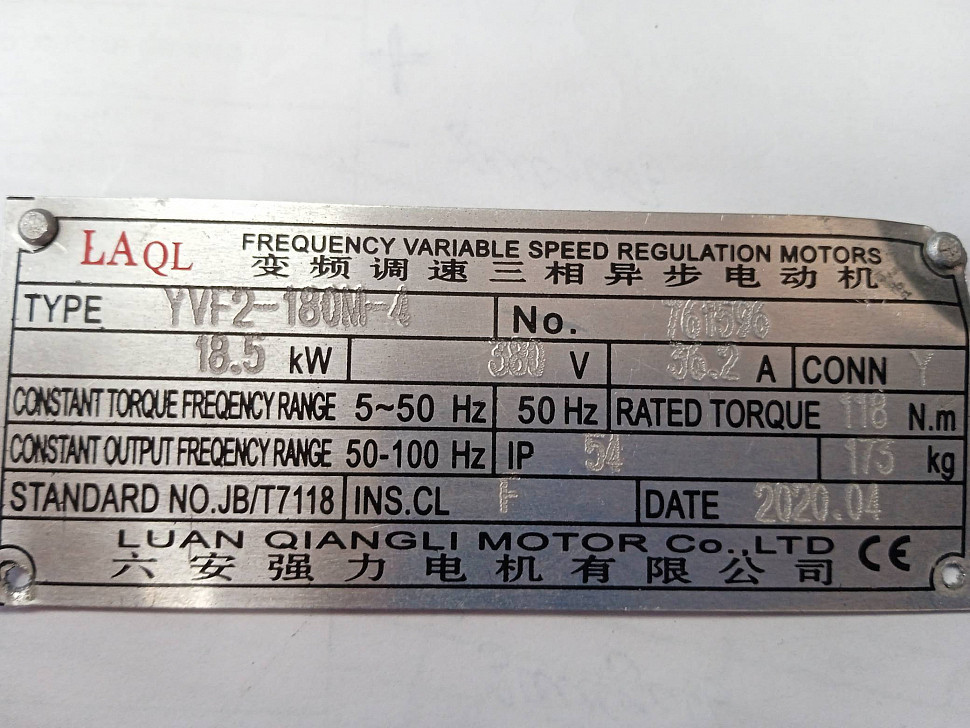 LAQL FREQUENCY VARIABLE SPEED REGULATION MOTORS
变频调速三相异步电动机
TYPE YVF2-180M-4 No. 761596
18.5 kW 380 V 36.2 A CONN Y
CONSTANT TORQUE FREQENCY RANGE 5~50 Hz 50 Hz RATED TORQUE 118 N.m
CONSTANT OUTPUT FREQENCY RANGE 50-100 Hz IP 54 175 kg
STANDARD NO.JB/T7118 INS.CL F DATE 2020.04
LUAN QIANGLI MOTOR Co.,LTD CE
六安强力电机有限公司